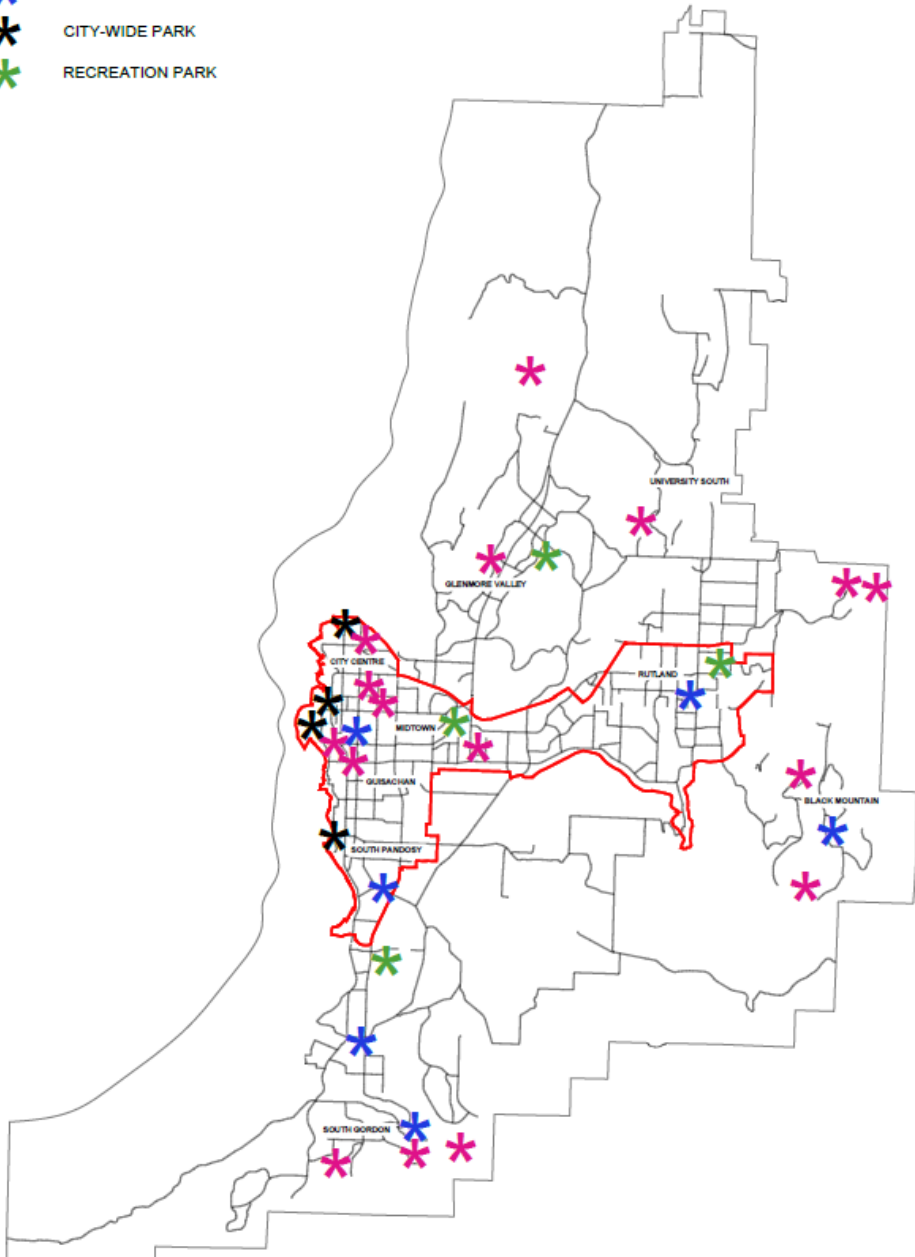 CITY-WIDE PARK
RECREATION PARK
UNIVERSITY SOUTH
GLENMORE VALLEY
CITY CENTRE
RUTLAND
MIDTOWN
GUISACHAN
BLACK MOUNTAIN
SOUTH PANDOSY
SOUTH GORDON